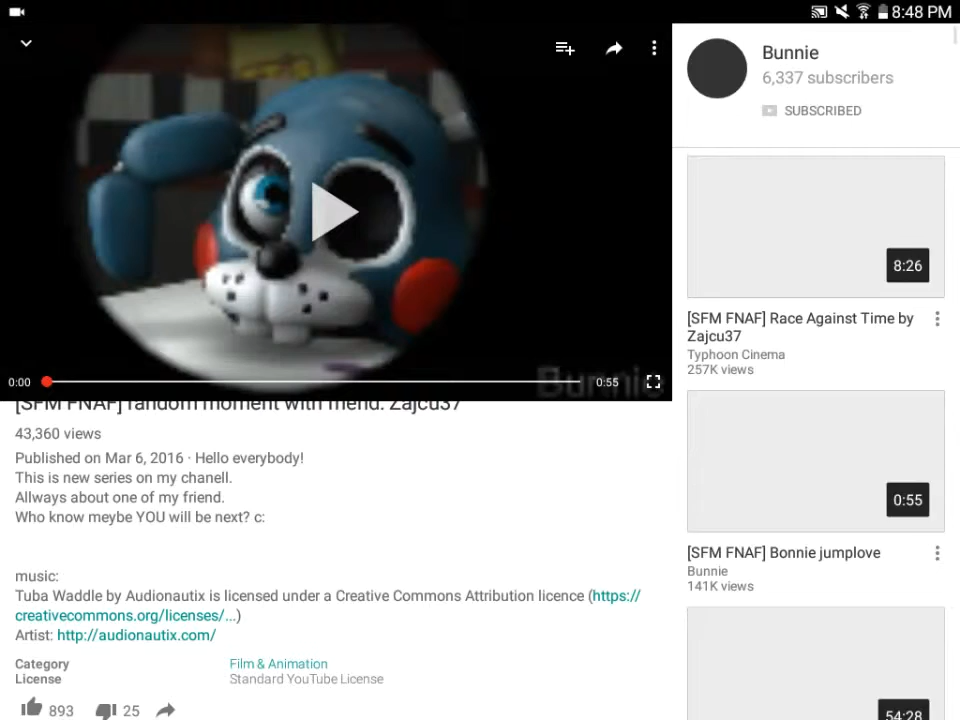 8:48 PM
Bunnie
6,337 subscribers
SUBSCRIBED
0:00
0:55
Bunnie
[SFM FNAF] random moment with friend: Zajcu37
43,360 views
Published on Mar 6, 2016 · Hello everybody!
This is new series on my chanell.
Allways about one of my friend.
Who know meybe YOU will be next? c:
music:
Tuba Waddle by Audionautix is licensed under a Creative Commons Attribution licence (https://
creativecommons.org/licenses/...)
Artist: http://audionautix.com/
Category Film & Animation
License Standard YouTube License
893 25
8:26
[SFM FNAF] Race Against Time by
Zajcu37
Typhoon Cinema
257K views
0:55
[SFM FNAF] Bonnie jumplove
Bunnie
141K views
54:28